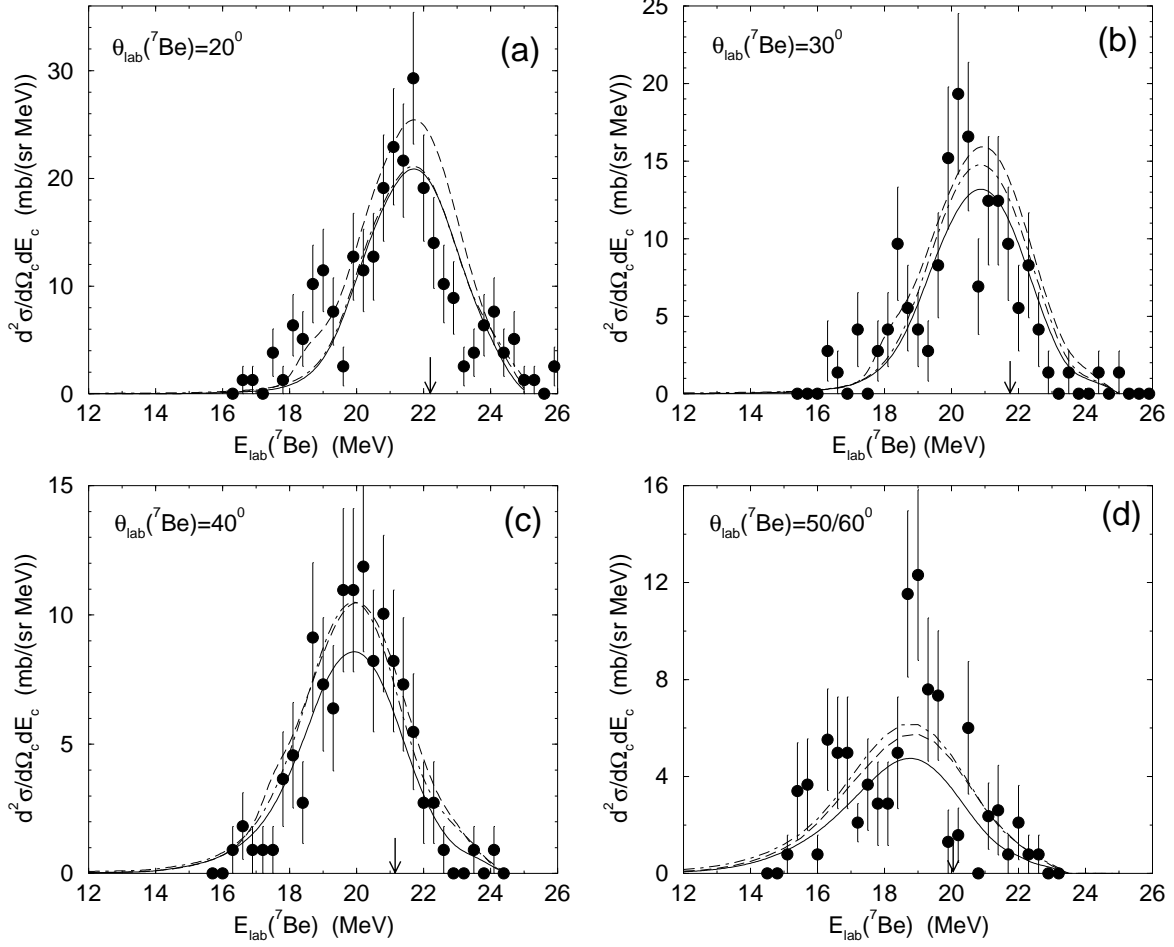 θlab(⁷Be)=20⁰
(a)
d²σ/dΩcdEc (mb/(sr MeV))
30
20
10
0
12 14 16 18 20 22 24 26
Elab(⁷Be) (MeV)
θlab(⁷Be)=30⁰
(b)
d²σ/dΩcdEc (mb/(sr MeV))
25
20
15
10
5
0
12 14 16 18 20 22 24 26
Elab(⁷Be) (MeV)
θlab(⁷Be)=40⁰
(c)
d²σ/dΩcdEc (mb/(sr MeV))
15
10
5
0
12 14 16 18 20 22 24 26
Elab(⁷Be) (MeV)
θlab(⁷Be)=50/60⁰
(d)
d²σ/dΩcdEc (mb/(sr MeV))
16
12
8
4
0
12 14 16 18 20 22 24 26
Elab(⁷Be) (MeV)